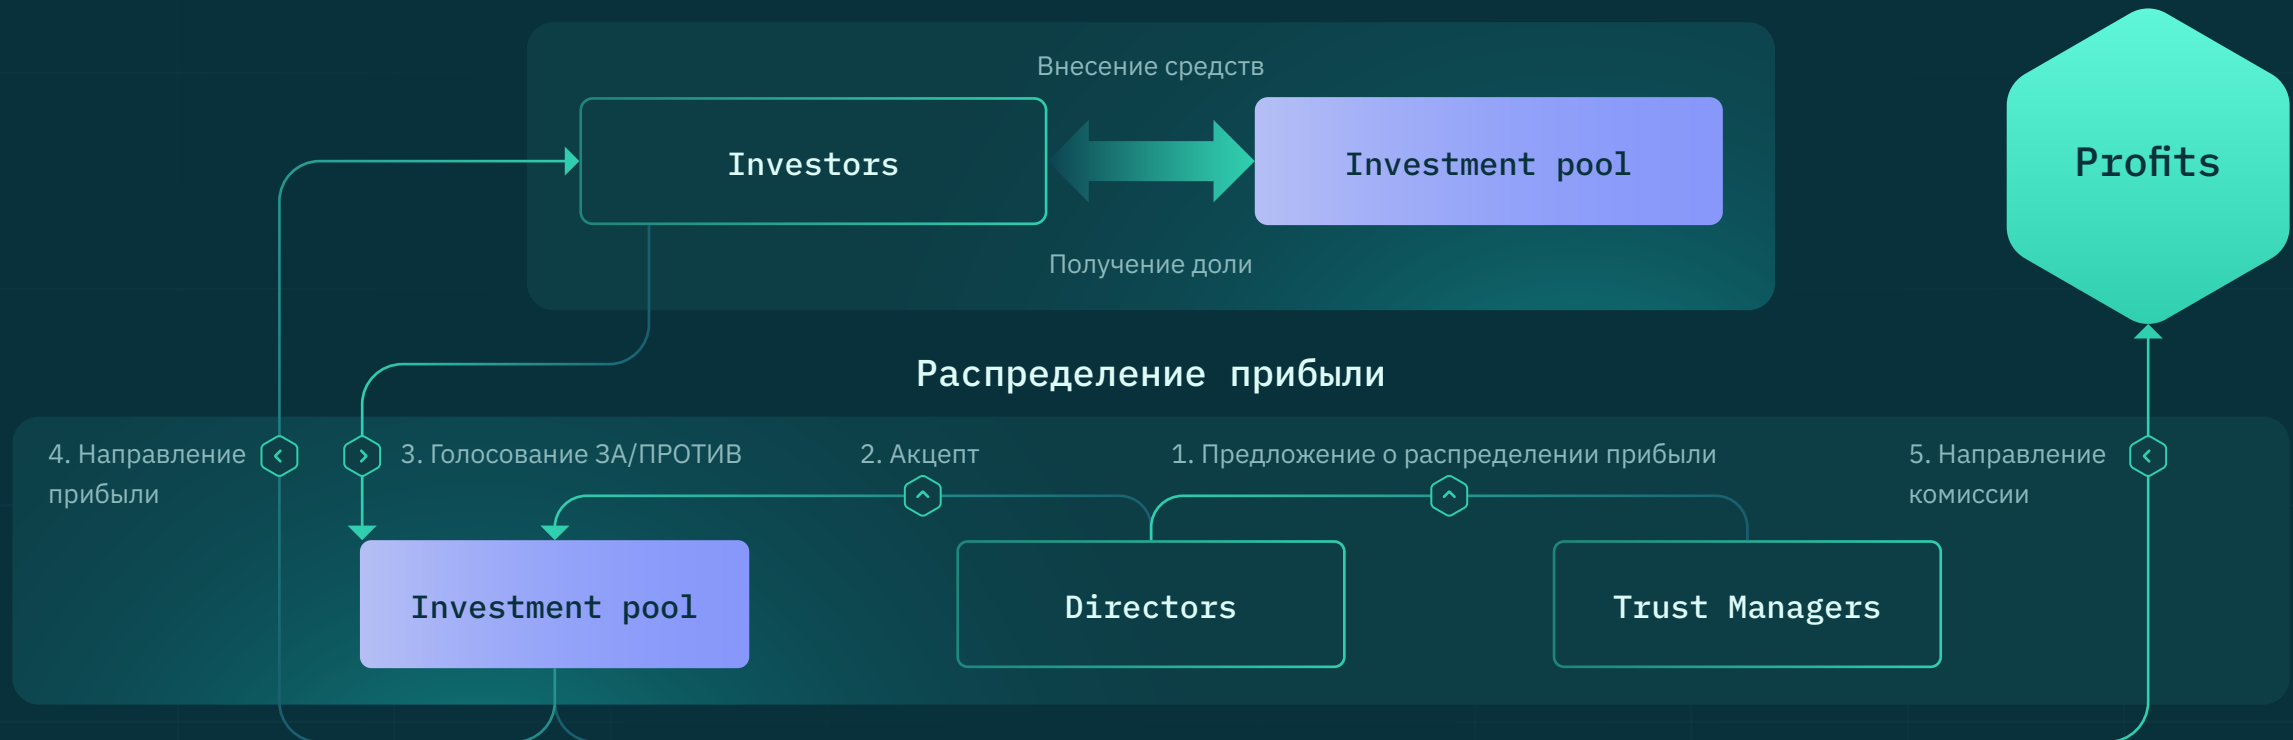 Внесение средств
Investors
Investment pool
Profits
Получение доли
Распределение прибыли
4. Направление
прибыли
3. Голосование ЗА/ПРОТИВ
2. Акцепт
1. Предложение о распределении прибыли
5. Направление
комиссии
Investment pool
Directors
Trust Managers